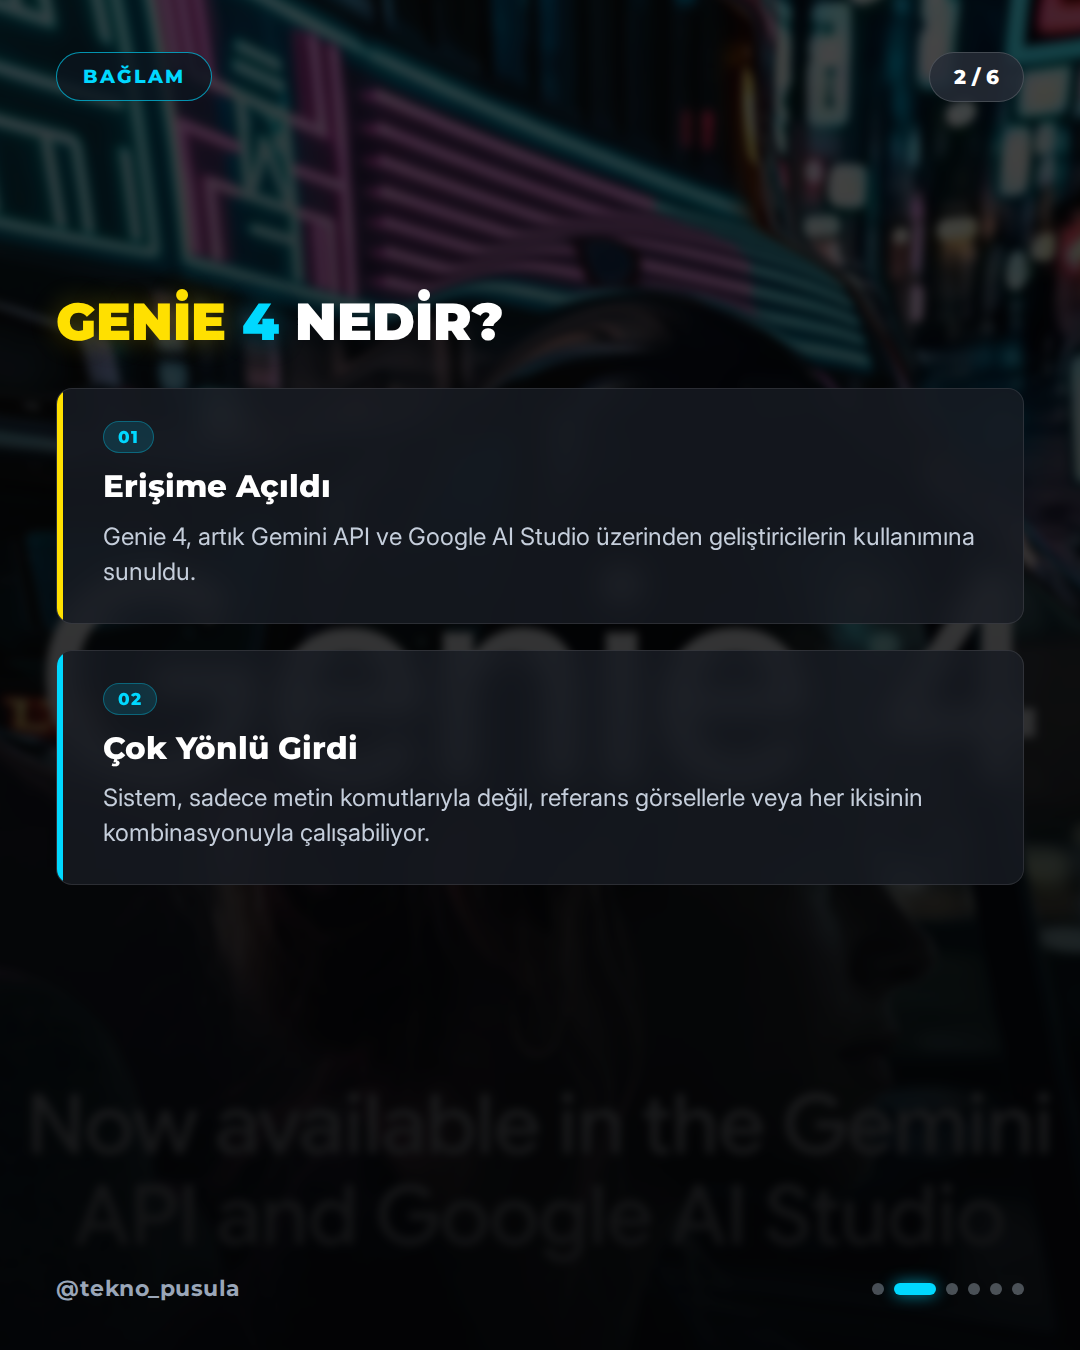 BAĞLAM
2 / 6
GENİE 4 NEDİR?
01
Erişime Açıldı
Genie 4, artık Gemini API ve Google AI Studio üzerinden geliştiricilerin kullanımına
sunuldu.
Genie 4
02
Çok Yönlü Girdi
Sistem, sadece metin komutlarıyla değil, referans görsellerle veya her ikisinin
kombinasyonuyla çalışabiliyor.
Now available in the Gemini
API and Google AI Studio
@tekno_pusula